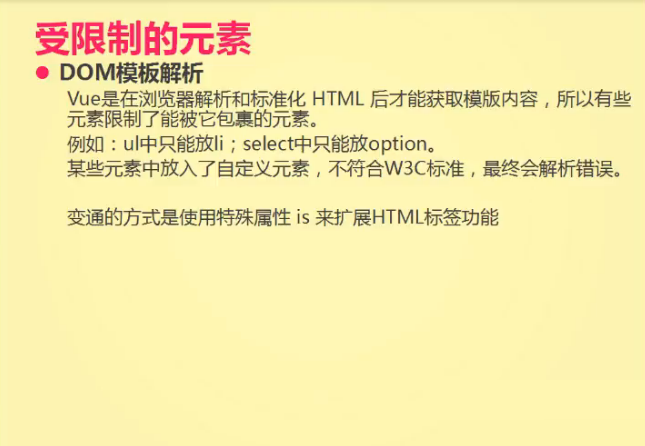 受限制的元素
DOM模板解析
Vue是在浏览器解析和标准化 HTML 后才能获取模版内容，所以有些
元素限制了能被它包裹的元素。
例如：ul中只能放li；select中只能放option。
某些元素中放入了自定义元素，不符合W3C标准，最终会解析错误。
变通的方式是使用特殊属性 is 来扩展HTML标签功能